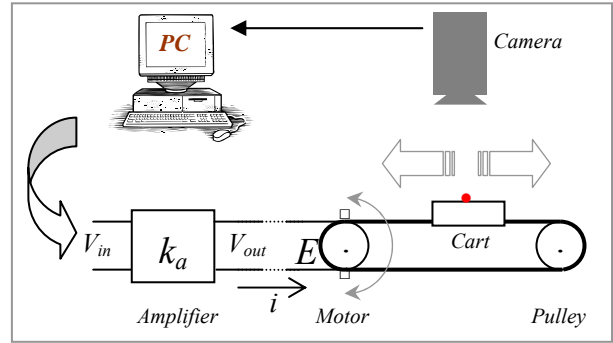 PC
Camera
V_in
k_a
V_out
E
Cart
i
Amplifier
Motor
Pulley